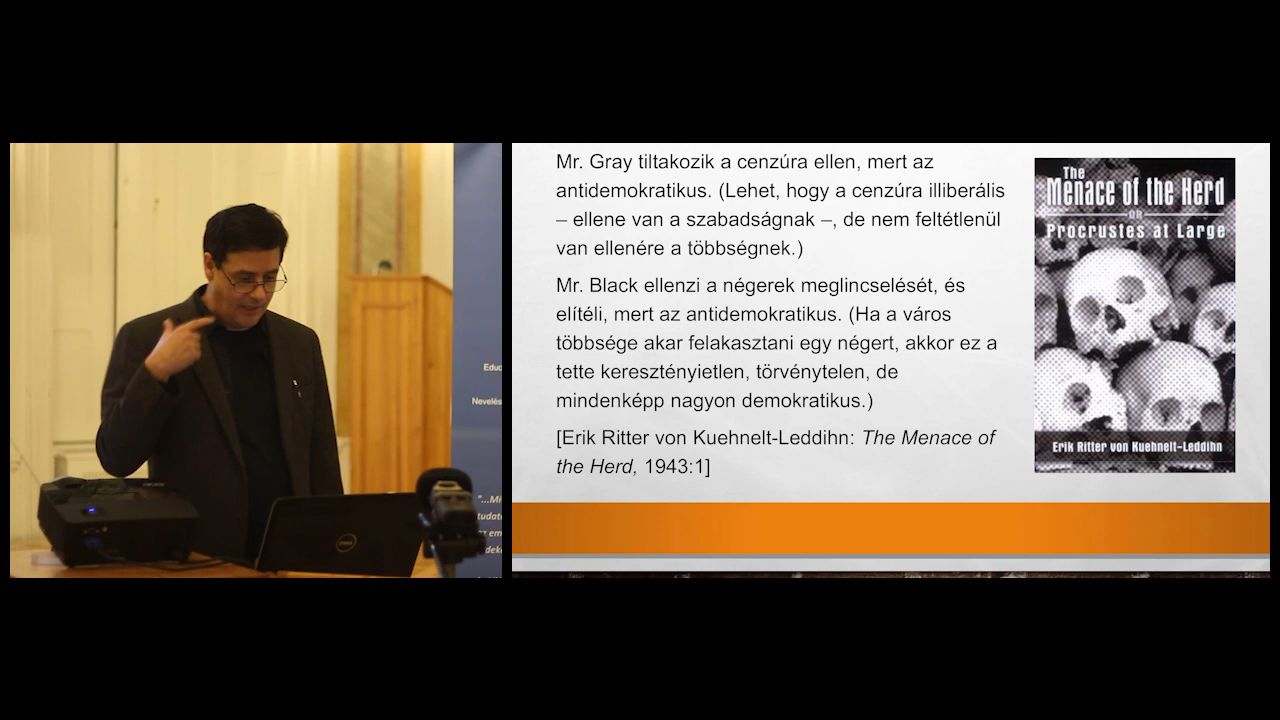 Educ
Nevelés
"...Mi
tudat
dek
DELL
Mr. Gray tiltakozik a cenzúra ellen, mert az
antidemokratikus. (Lehet, hogy a cenzúra illiberális
– ellene van a szabadságnak –, de nem feltétlenül
van ellenére a többségnek.)
Mr. Black ellenzi a négerek meglincselését, és
elítéli, mert az antidemokratikus. (Ha a város
többsége akar felakasztani egy négert, akkor ez a
tette keresztényietlen, törvénytelen, de
mindenképp nagyon demokratikus.)
[Erik Ritter von Kuehnelt-Leddihn: The Menace of
the Herd, 1943:1]
The
Menace of the Herd
OR
Procrustes at Large
Erik Ritter von Kuehnelt-Leddihn